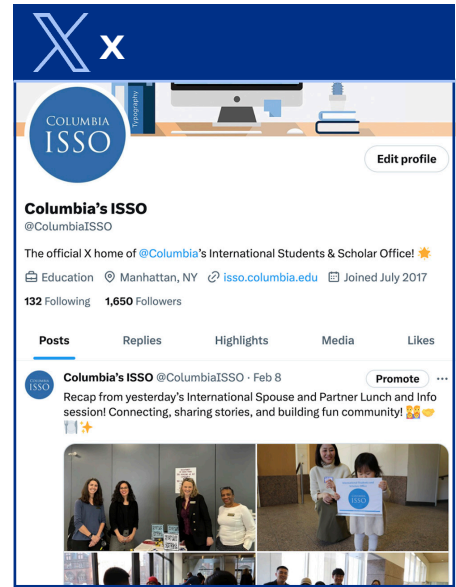 X
Typography
COLUMBIA
ISSO
Edit profile
Columbia's ISSO
@ColumbiaISSO
The official X home of @Columbia's International Students & Scholar Office!
Education Manhattan, NY isso.columbia.edu Joined July 2017
132 Following 1,650 Followers
Posts Replies Highlights Media Likes
Columbia's ISSO @ColumbiaISSO · Feb 8 Promote ...
Recap from yesterday's International Spouse and Partner Lunch and Info
session! Connecting, sharing stories, and building fun community!
COLUMBIA
ISSO
ISSO